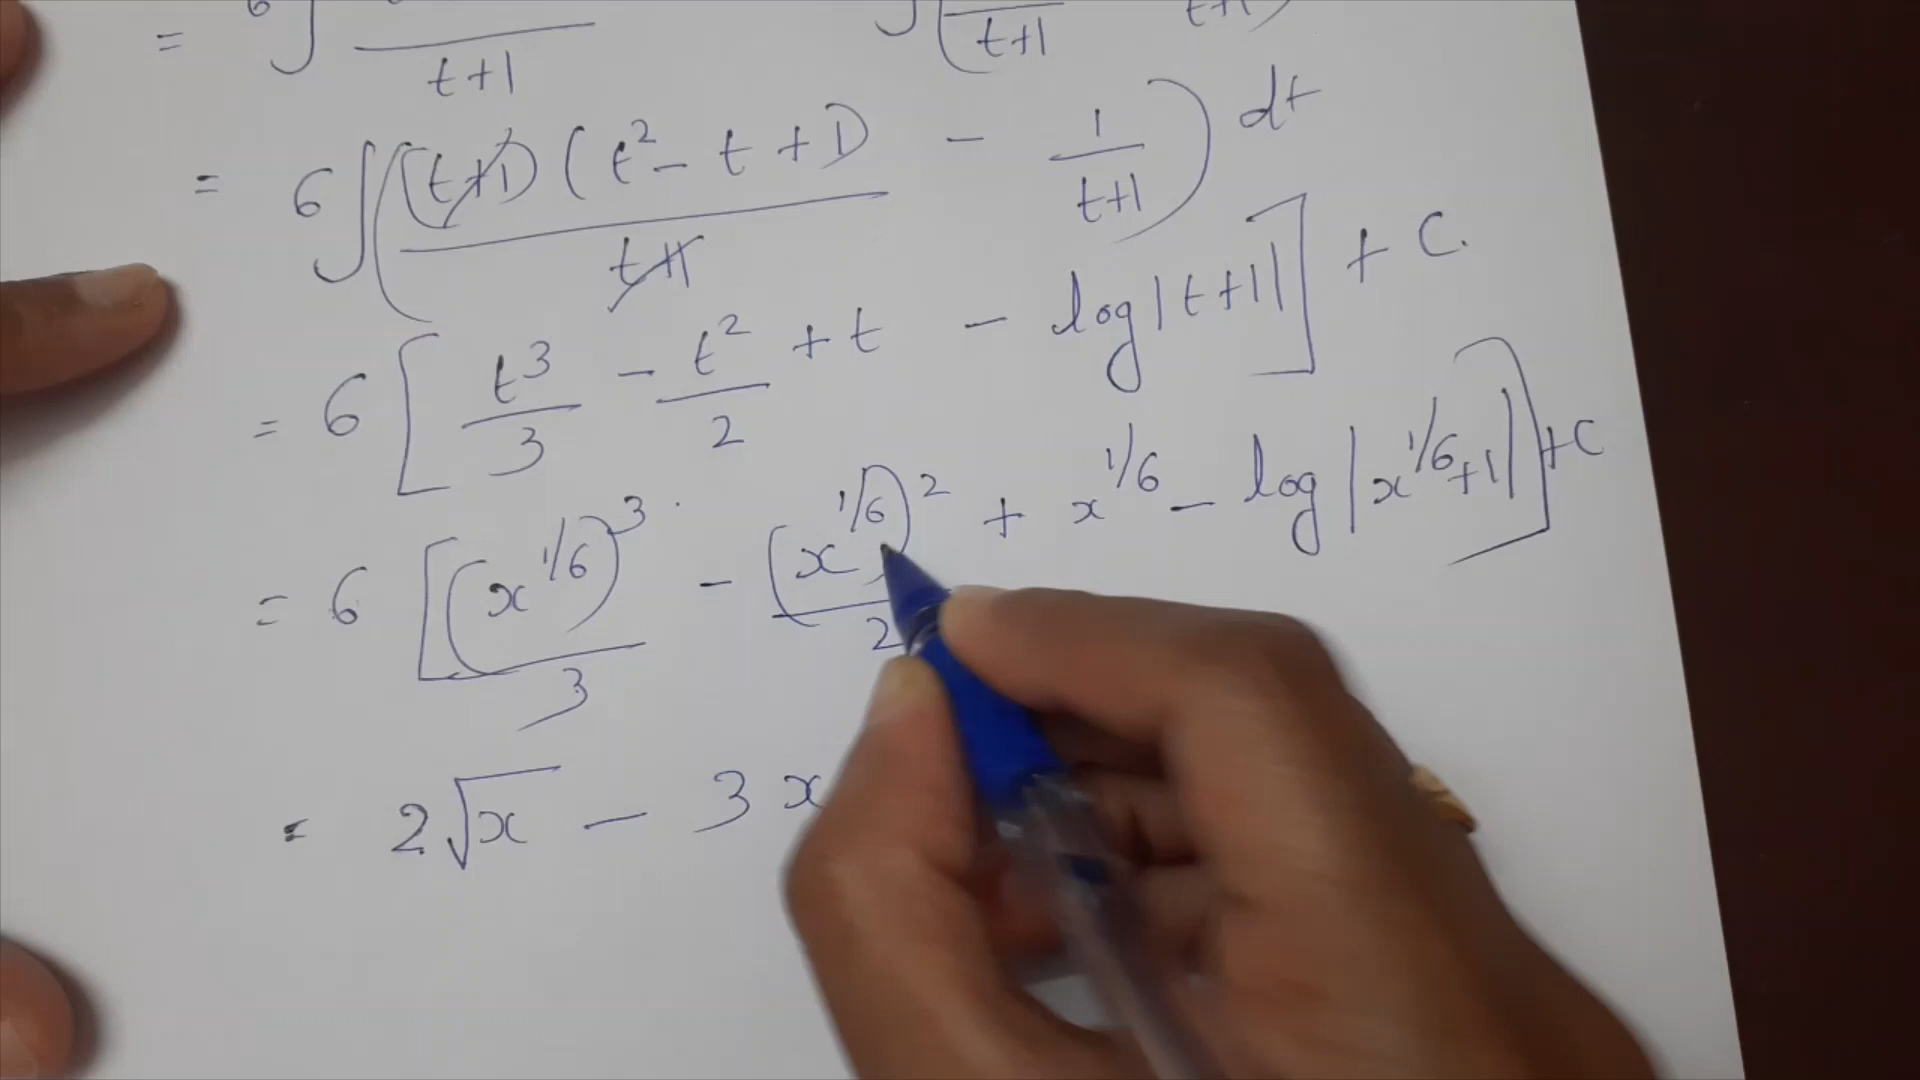 = 6 ∫ / t+1 ∫ ( / t+1 t+1 )
= 6 ∫ ( (t+1) (t² - t + 1) / t+1 - 1 / t+1 ) dt
= 6 [ t³ / 3 - t² / 2 + t - log |t+1| ] + C.
= 6 [ (x^1/6)³ / 3 - (x^1/6)² / 2 + x^1/6 - log |x^1/6 + 1| ] + C
= 2√x - 3 x